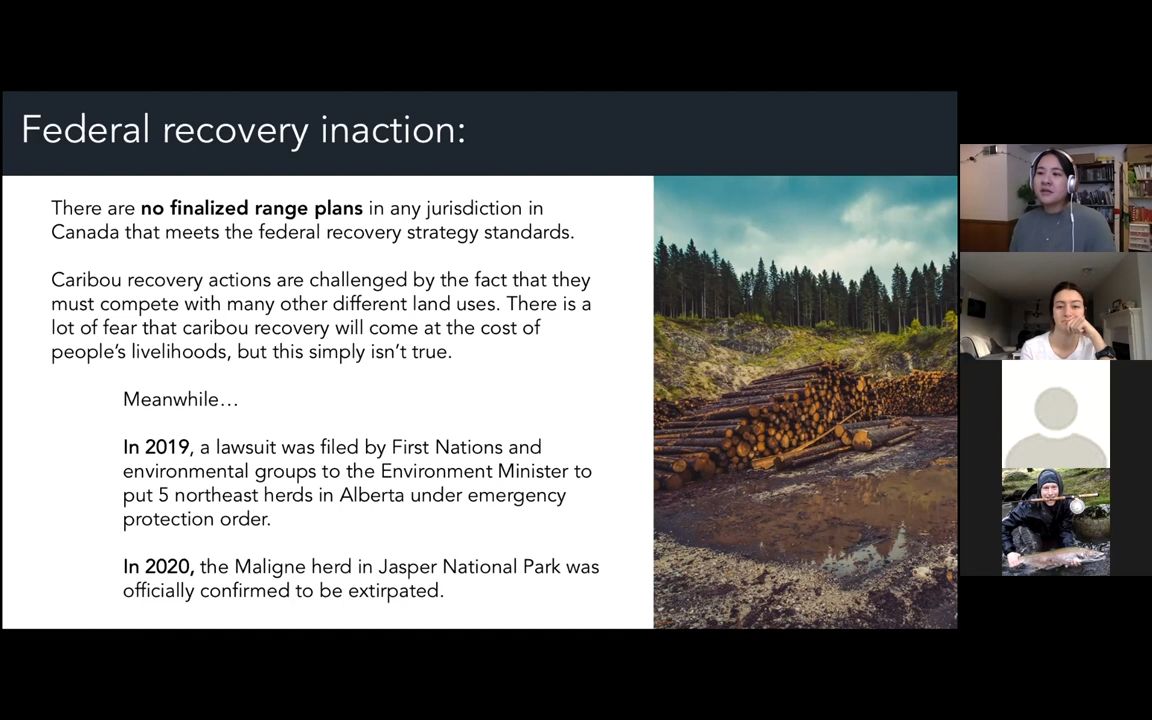 Federal recovery inaction:
There are no finalized range plans in any jurisdiction in
Canada that meets the federal recovery strategy standards.
Caribou recovery actions are challenged by the fact that they
must compete with many other different land uses. There is a
lot of fear that caribou recovery will come at the cost of
people’s livelihoods, but this simply isn’t true.
Meanwhile…
In 2019, a lawsuit was filed by First Nations and
environmental groups to the Environment Minister to
put 5 northeast herds in Alberta under emergency
protection order.
In 2020, the Maligne herd in Jasper National Park was
officially confirmed to be extirpated.